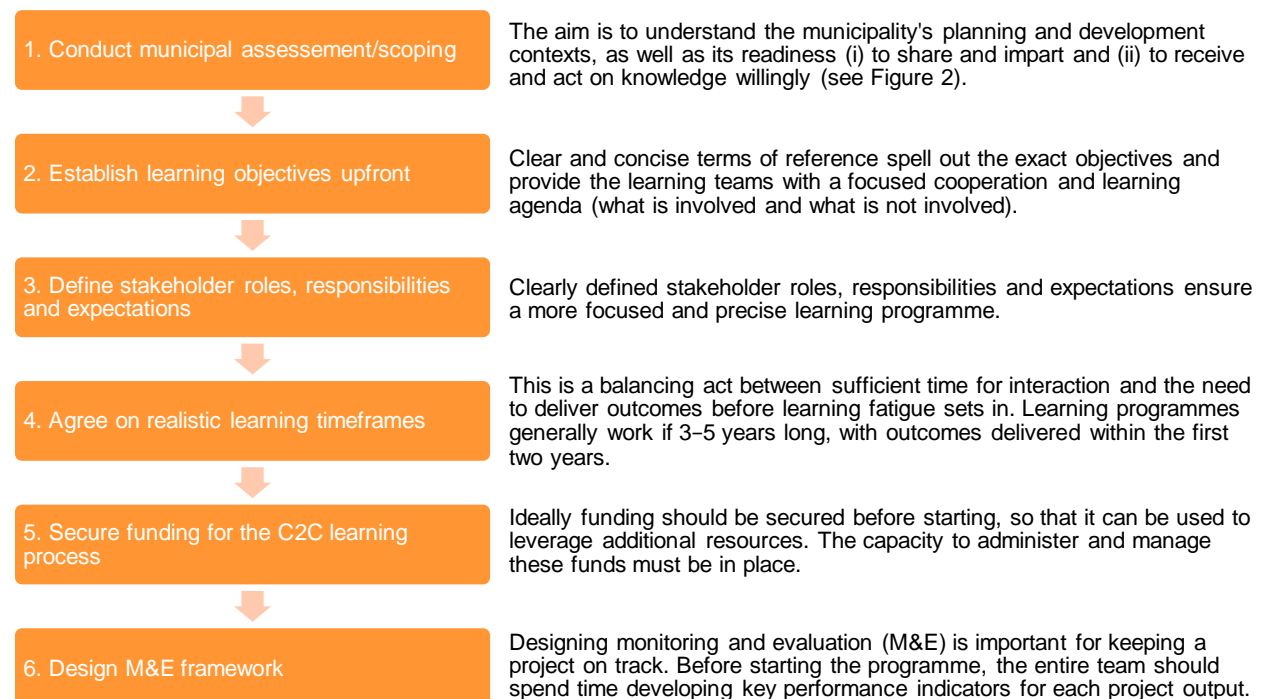 1. Conduct municipal assessement/scoping
The aim is to understand the municipality's planning and development
contexts, as well as its readiness (i) to share and impart and (ii) to receive
and act on knowledge willingly (see Figure 2).
2. Establish learning objectives upfront
Clear and concise terms of reference spell out the exact objectives and
provide the learning teams with a focused cooperation and learning
agenda (what is involved and what is not involved).
3. Define stakeholder roles, responsibilities
and expectations
Clearly defined stakeholder roles, responsibilities and expectations ensure
a more focused and precise learning programme.
4. Agree on realistic learning timeframes
This is a balancing act between sufficient time for interaction and the need
to deliver outcomes before learning fatigue sets in. Learning programmes
generally work if 3–5 years long, with outcomes delivered within the first
two years.
5. Secure funding for the C2C learning
process
Ideally funding should be secured before starting, so that it can be used to
leverage additional resources. The capacity to administer and manage
these funds must be in place.
6. Design M&E framework
Designing monitoring and evaluation (M&E) is important for keeping a
project on track. Before starting the programme, the entire team should
spend time developing key performance indicators for each project output.